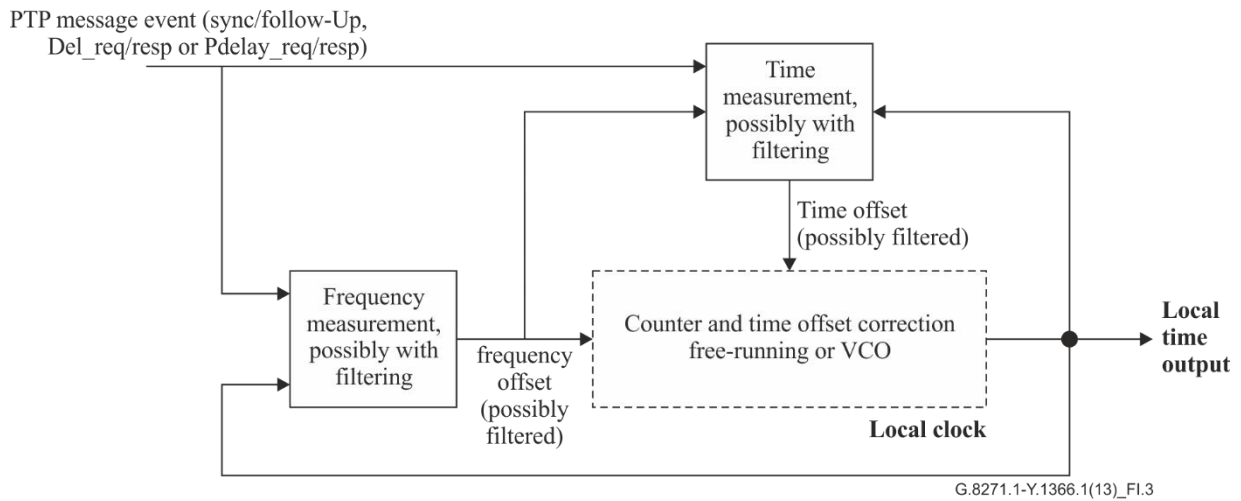 PTP message event (sync/follow-Up,
Del_req/resp or Pdelay_req/resp)
Time
measurement,
possibly with
filtering
Time offset
(possibly filtered)
Frequency
measurement,
possibly with
filtering
frequency
offset
(possibly
filtered)
Counter and time offset correction
free-running or VCO
Local clock
Local
time
output
G.8271.1-Y.1366.1(13)_FI.3